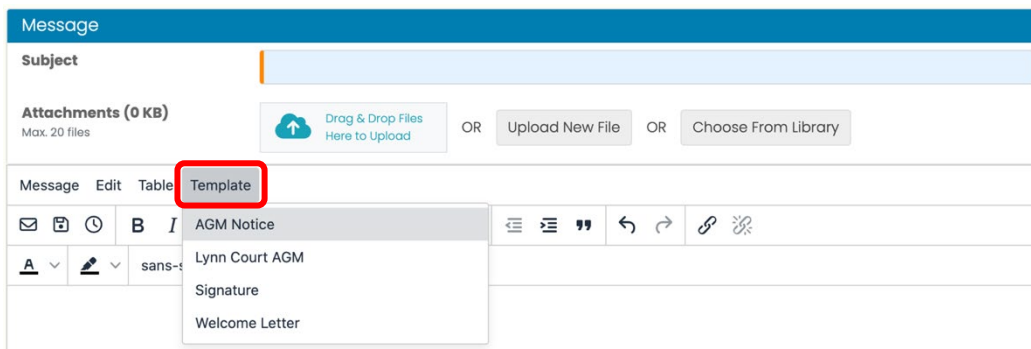 Message
Subject
Attachments (0 KB)
Max. 20 files
Drag & Drop Files
Here to Upload
OR
Upload New File
OR
Choose From Library
Message Edit Table Template
B I
A sans-s
AGM Notice
Lynn Court AGM
Signature
Welcome Letter